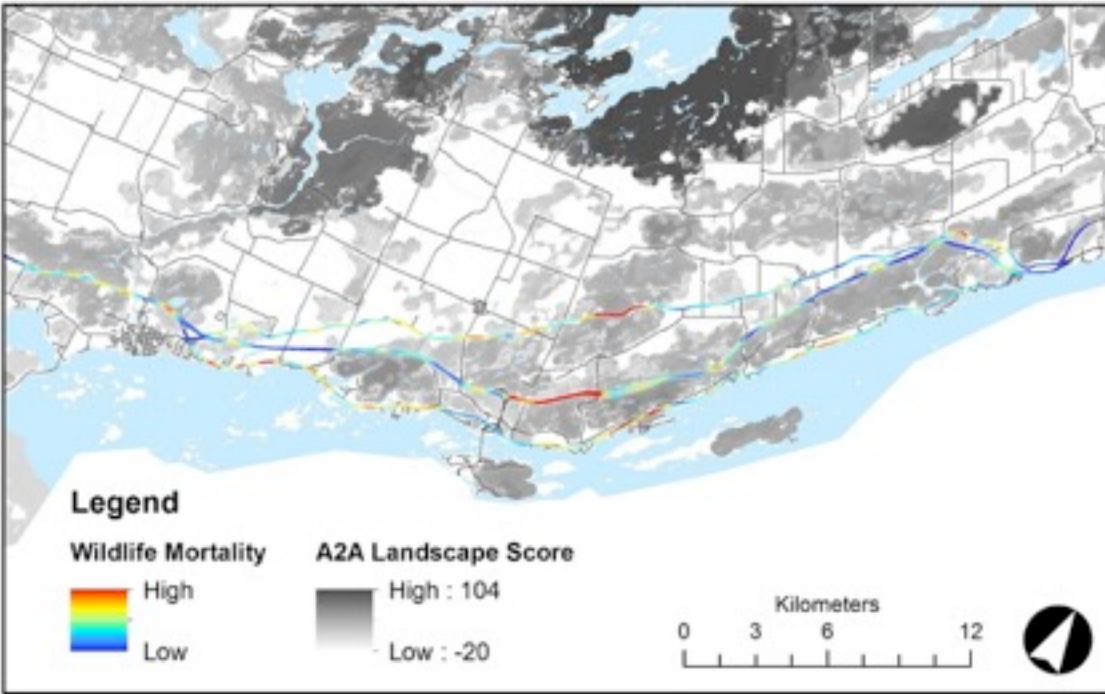 Legend
Wildlife Mortality
High
Low
A2A Landscape Score
High : 104
Low : -20
Kilometers
0 3 6 12